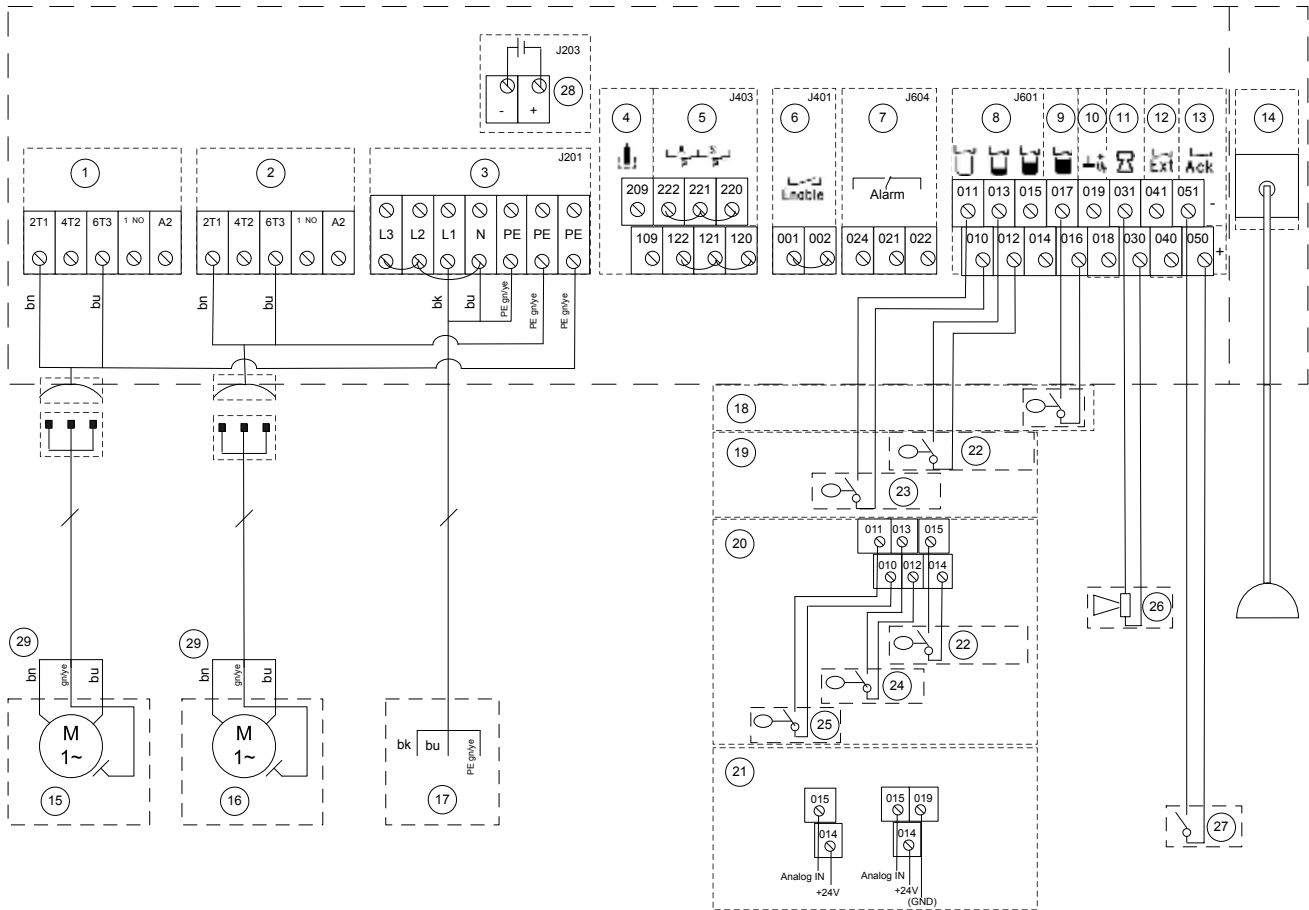 J203
28
- +
4
5
J403
6
J401
7
J604
8
J601
9
10
11
12
13
14
1
2
3
J201
Enable
Alarm
Ext
Ack
2T1 4T2 6T3 1 NO A2
2T1 4T2 6T3 1 NO A2
L3 L2 L1 N PE PE PE
209 222 221 220
109 122 121 120
001 002
024 021 022
011 013 015 017 019 031 041 051 -
010 012 014 016 018 030 040 050 +
bn bu
bn bu
bk bu PE gn/ye PE gn/ye PE gn/ye
18
19
22
23
20
011 013 015
010 012 014
22
24
25
26
29
bn gn/ye bu
M
1~
15
29
bn gn/ye bu
M
1~
16
bk bu PE gn/ye
17
21
015
014
Analog IN
+24V
015 019
014
Analog IN
+24V
(GND)
27